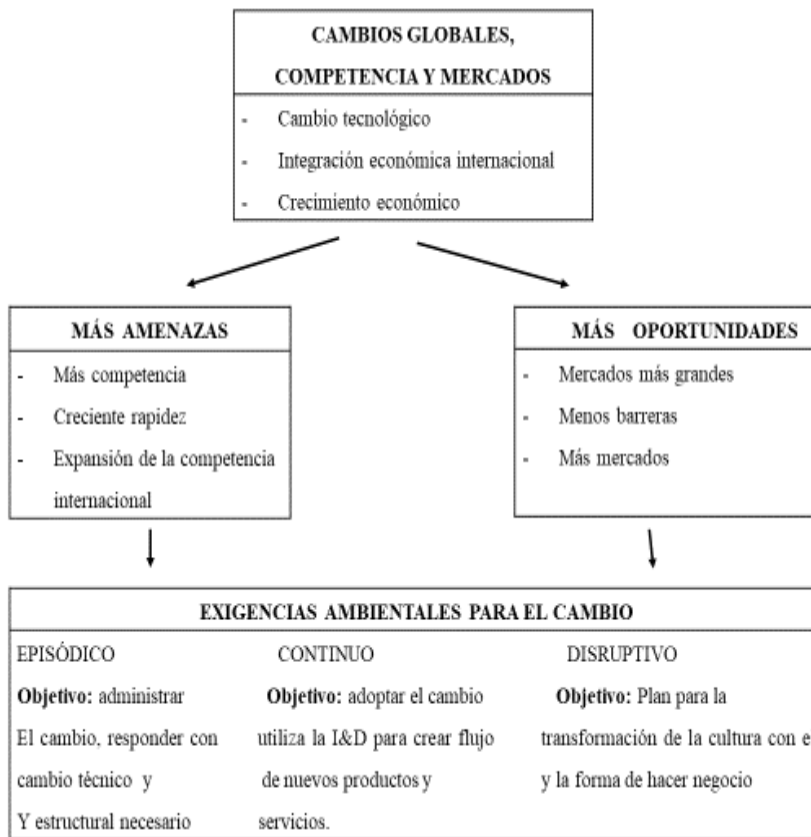 CAMBIOS GLOBALES,
COMPETENCIA Y MERCADOS
- Cambio tecnológico
- Integración económica internacional
- Crecimiento económico
MÁS AMENAZAS
- Más competencia
- Creciente rapidez
- Expansión de la competencia
internacional
MÁS OPORTUNIDADES
- Mercados más grandes
- Menos barreras
- Más mercados
EXIGENCIAS AMBIENTALES PARA EL CAMBIO
EPISÓDICO
Objetivo: administrar
El cambio, responder con
cambio técnico y
Y estructural necesario
CONTINUO
Objetivo: adoptar el cambio
utiliza la I&D para crear flujo
de nuevos productos y
servicios.
DISRUPTIVO
Objetivo: Plan para la
transformación de la cultura con
y la forma de hacer negocio